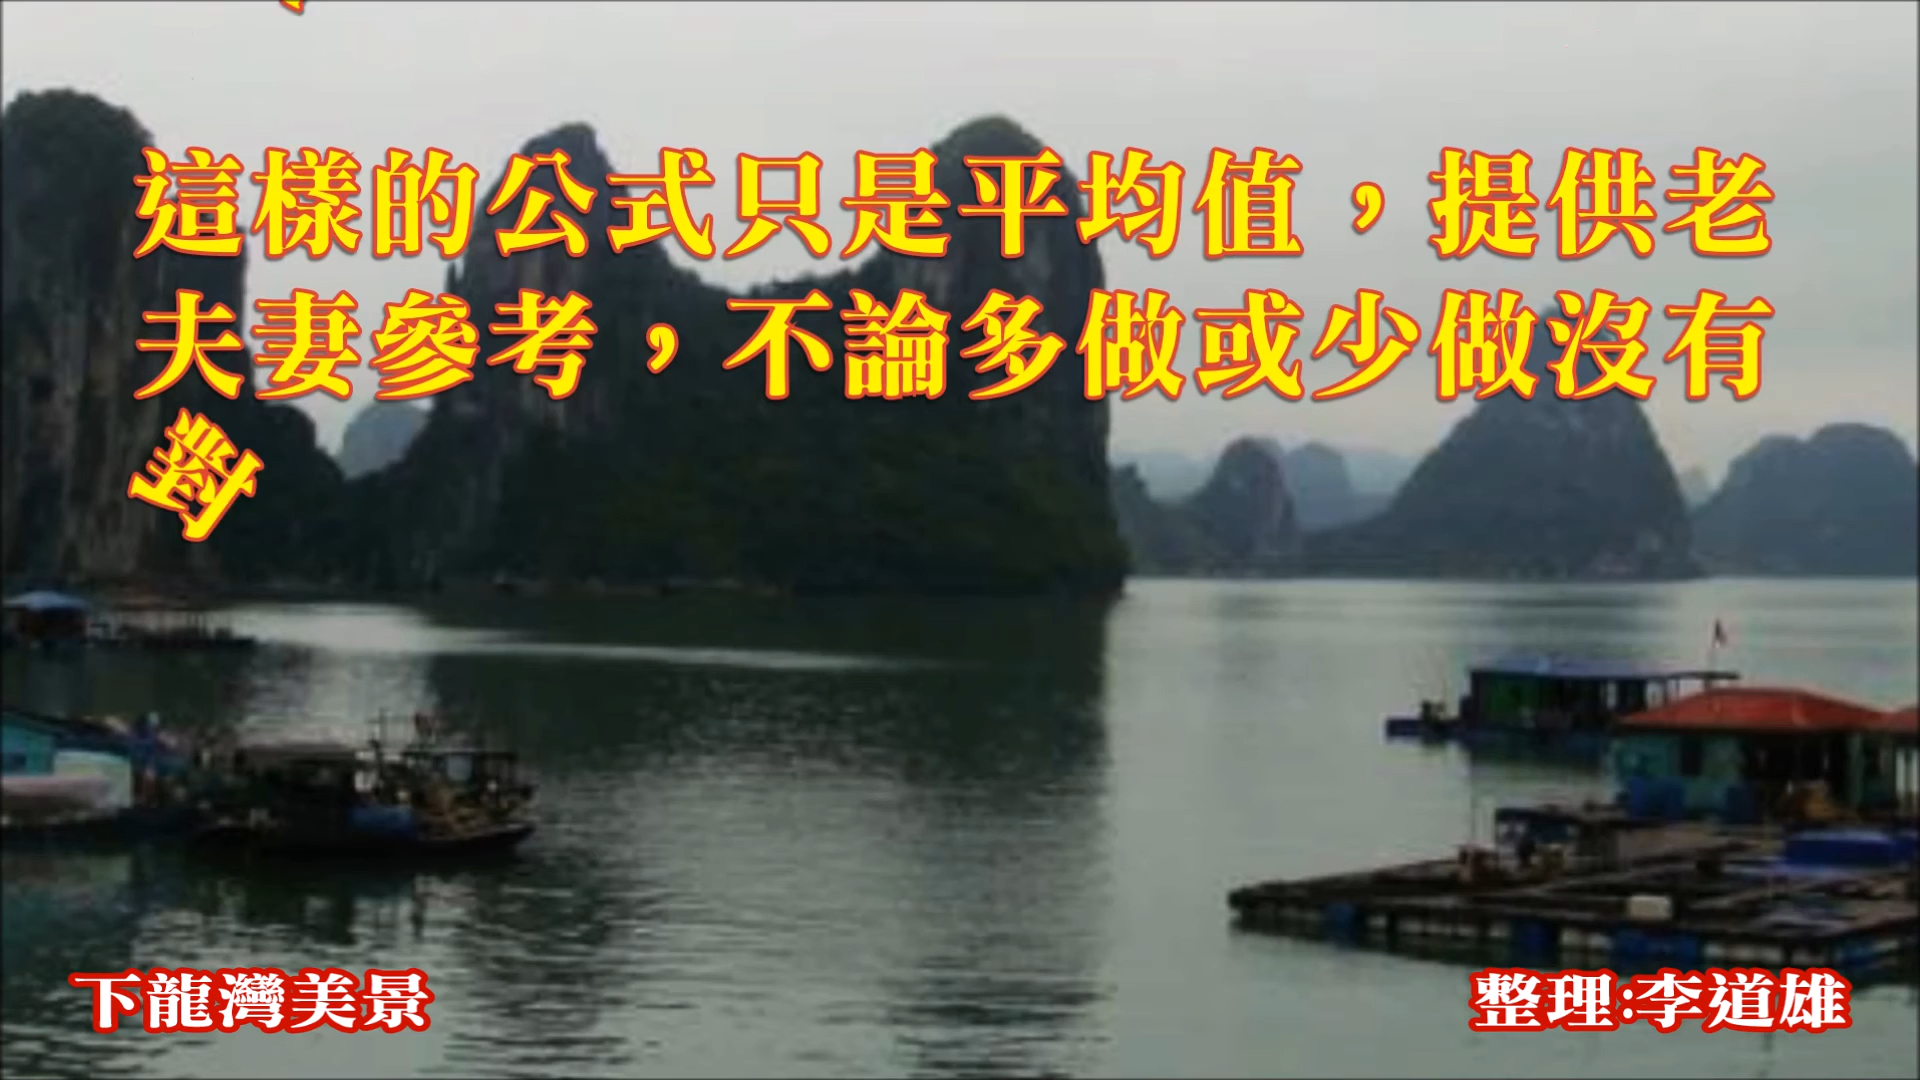 這樣的公式只是平均值，提供老
夫妻參考，不論多做或少做沒有
對
下龍灣美景
整理:李道雄